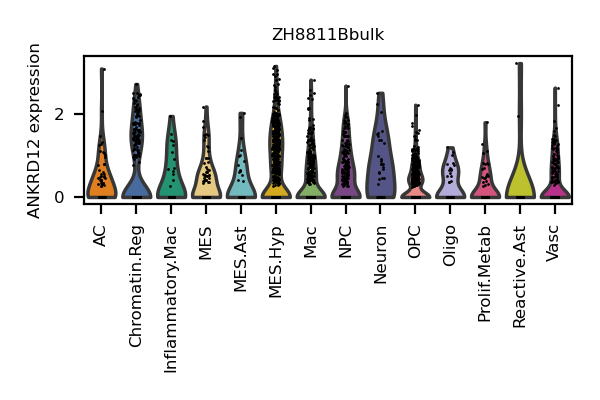 ZH8811Bbulk
ANKRD12 expression
2
0
AC
Chromatin.Reg
Inflammatory.Mac
MES
MES.Ast
MES.Hyp
Mac
NPC
Neuron
OPC
Oligo
Prolif.Metab
Reactive.Ast
Vasc